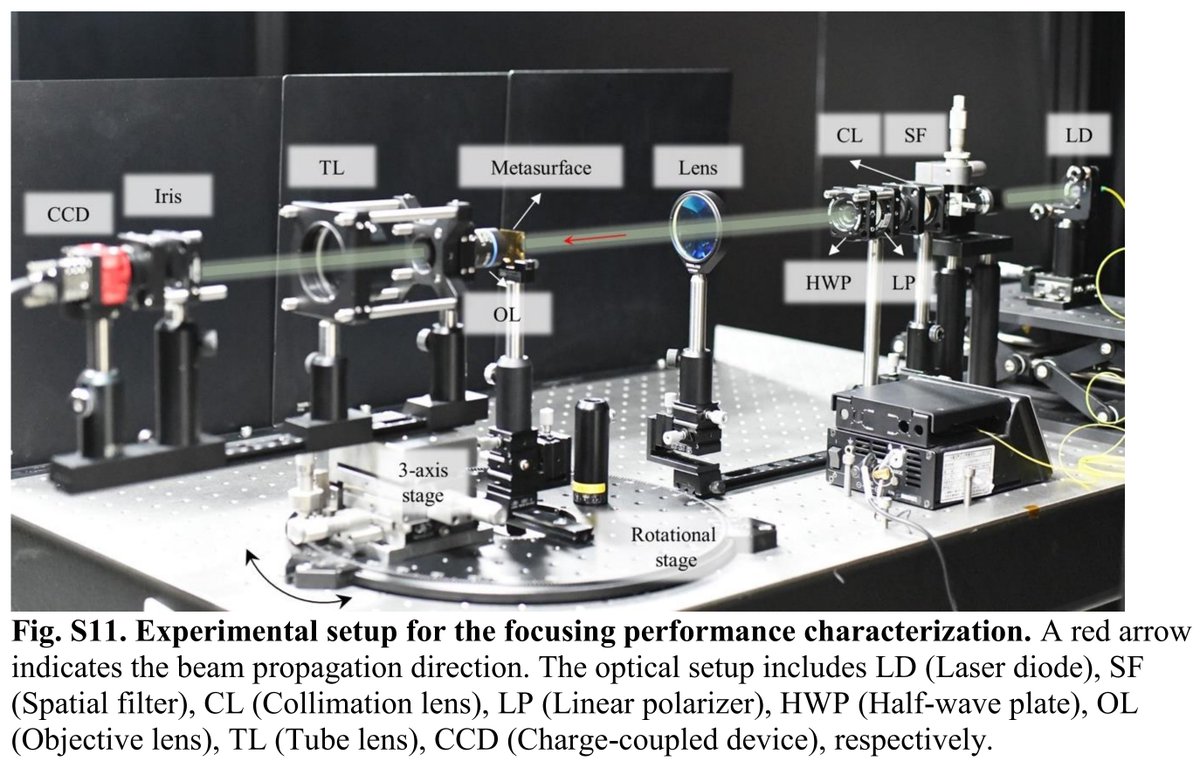 CL
SF
LD
TL
Metasurface
Lens
Iris
CCD
HWP
LP
OL
3-axis
stage
Rotational
stage
Fig. S11. Experimental setup for the focusing performance characterization. A red arrow
indicates the beam propagation direction. The optical setup includes LD (Laser diode), SF
(Spatial filter), CL (Collimation lens), LP (Linear polarizer), HWP (Half-wave plate), OL
(Objective lens), TL (Tube lens), CCD (Charge-coupled device), respectively.